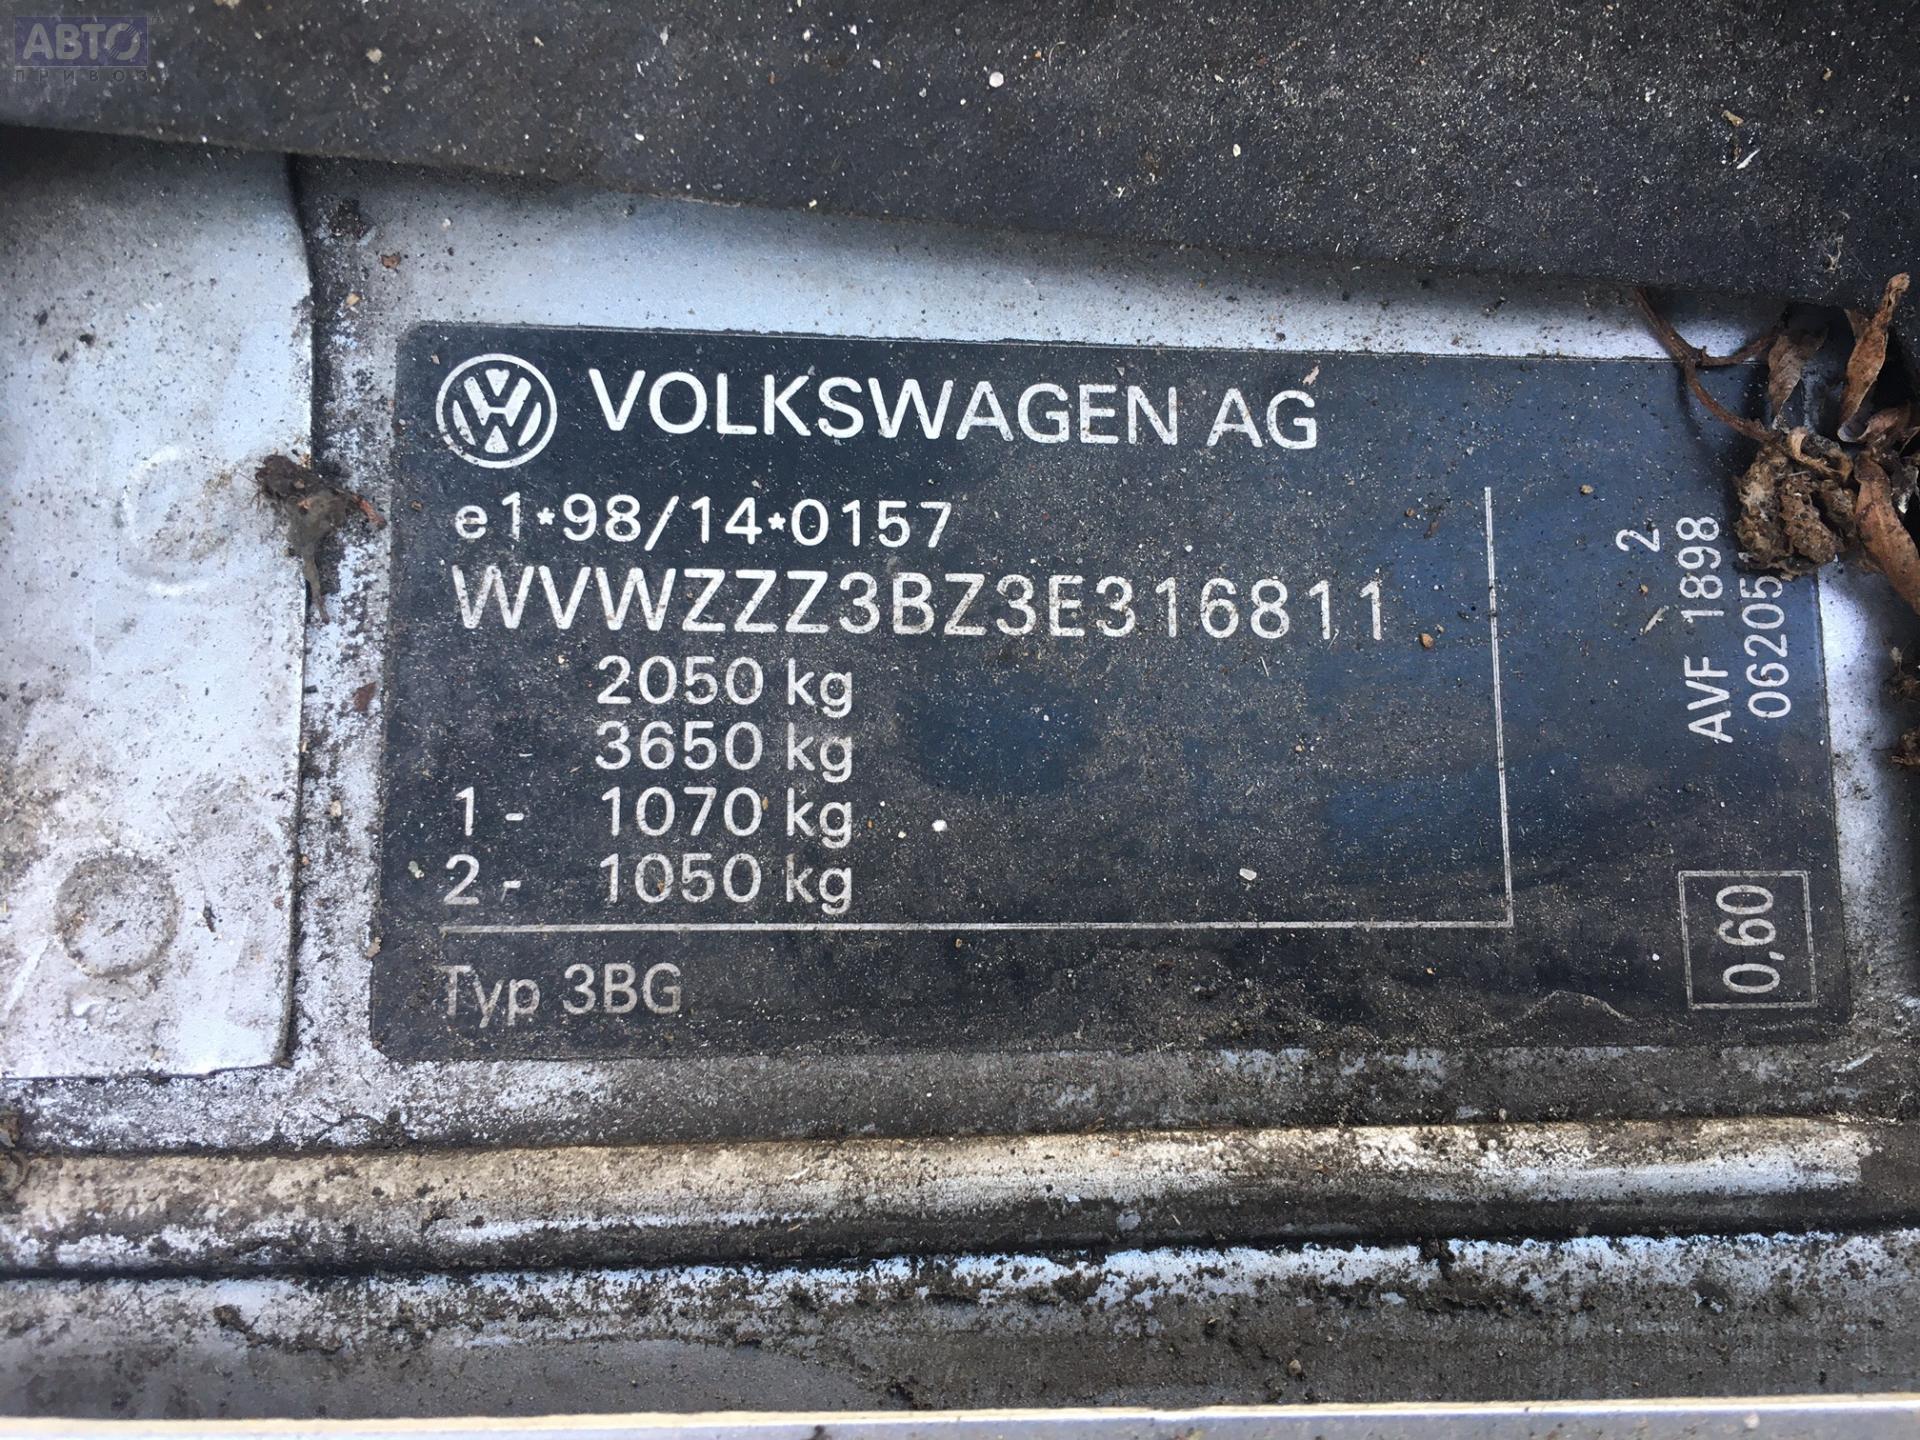 АВТО
ПРИВОЗ
VOLKSWAGEN AG
e1*98/14*0157
WVWZZZ3BZ3E316811
2050 kg
3650 kg
1 - 1070 kg
2 - 1050 kg
Typ 3BG
2
AVF 1898
0,60